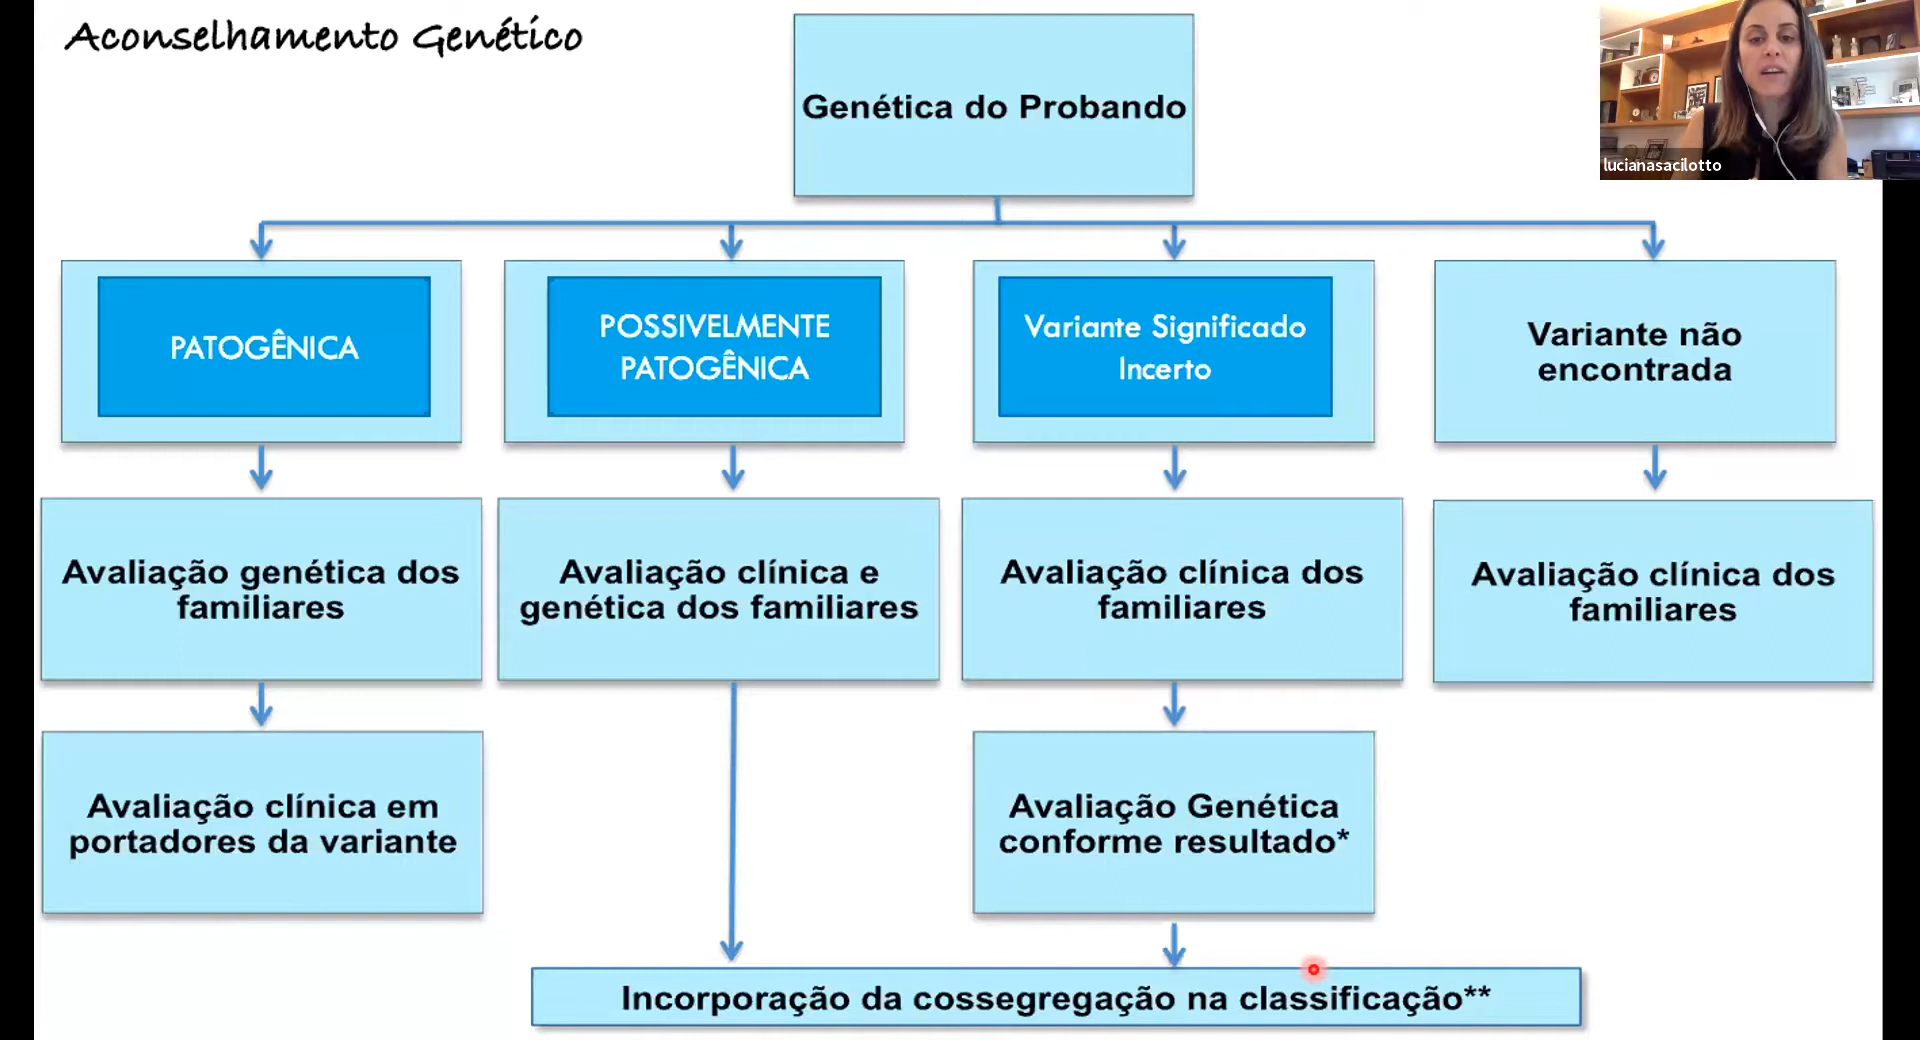 Aconselhamento Genético
Genética do Probando
lucianasacilotto
PATOGÊNICA
POSSIVELMENTE
PATOGÊNICA
Variante Significado
Incerto
Variante não
encontrada
Avaliação genética dos
familiares
Avaliação clínica e
genética dos familiares
Avaliação clínica dos
familiares
Avaliação clínica dos
familiares
Avaliação clínica em
portadores da variante
Avaliação Genética
conforme resultado*
Incorporação da cossegregação na classificação**